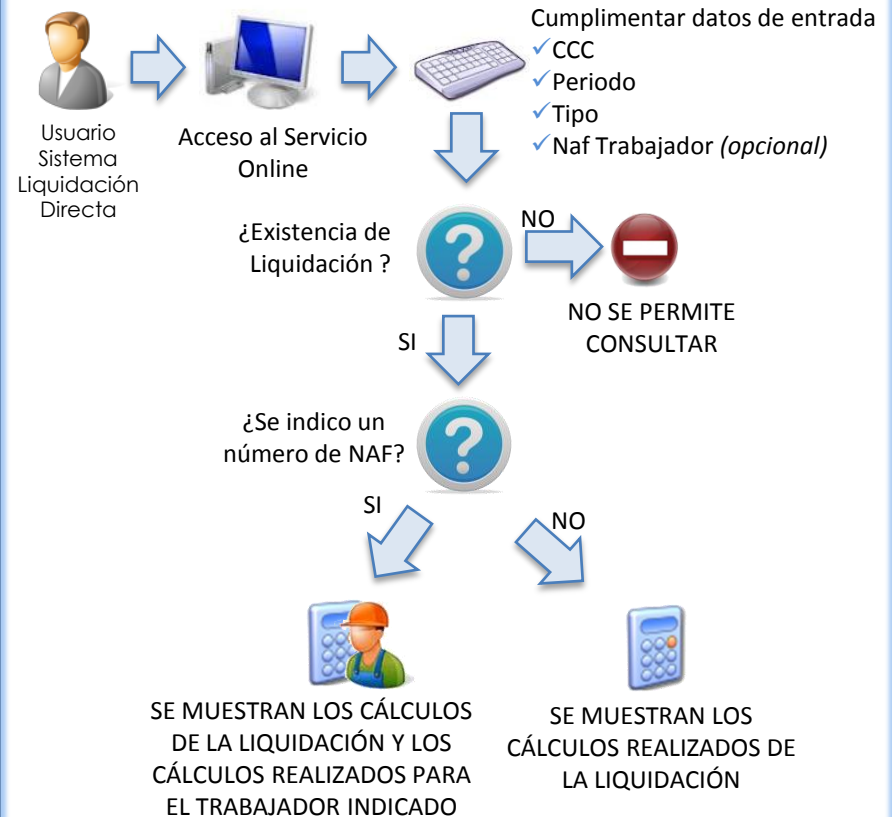 Usuario
Sistema
Liquidación
Directa
Acceso al Servicio
Online
Cumplimentar datos de entrada
✓CCC
✓Periodo
✓Tipo
✓Naf Trabajador (opcional)
¿Existencia de
Liquidación ?
NO
NO SE PERMITE
CONSULTAR
SI
¿Se indico un
número de NAF?
SI
NO
SE MUESTRAN LOS CÁLCULOS
DE LA LIQUIDACIÓN Y LOS
CÁLCULOS REALIZADOS PARA
EL TRABAJADOR INDICADO
SE MUESTRAN LOS
CÁLCULOS REALIZADOS DE
LA LIQUIDACIÓN